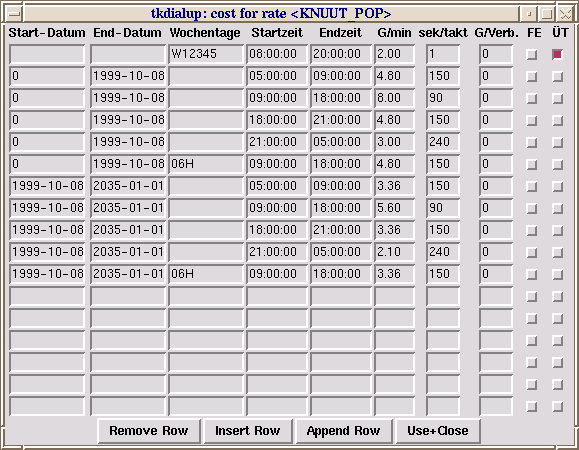 tkdialup: cost for rate <KNUUT_POP>
Start-Datum End-Datum Wochentage Startzeit Endzeit G/min sek/takt G/Verb. FE ÜT
W12345 08:00:00 20:00:00 2.00 1
0 1999-10-08 05:00:00 09:00:00 4.80 150 0
0 1999-10-08 09:00:00 18:00:00 8.00 90 0
0 1999-10-08 18:00:00 21:00:00 4.80 150 0
0 1999-10-08 21:00:00 05:00:00 3.00 240 0
0 1999-10-08 06H 09:00:00 18:00:00 4.80 150 0
1999-10-08 2035-01-01 05:00:00 09:00:00 3.36 150 0
1999-10-08 2035-01-01 09:00:00 18:00:00 5.60 90 0
1999-10-08 2035-01-01 18:00:00 21:00:00 3.36 150 0
1999-10-08 2035-01-01 21:00:00 05:00:00 2.10 240 0
1999-10-08 2035-01-01 06H 09:00:00 18:00:00 3.36 150 0
Remove Row Insert Row Append Row Use+Close